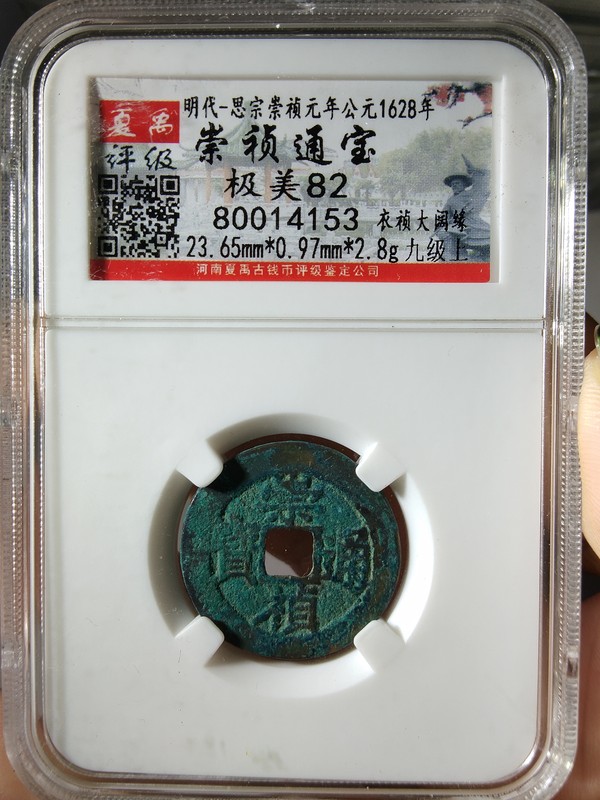 明代-思宗崇祯元年公元1628年
夏禹
评级
崇祯通宝
极美82
80014153 衣祯大阔缘
23.65mm*0.97mm*2.8g 九级上
河南夏禹古钱币评级鉴定公司
崇
寶 通
禎